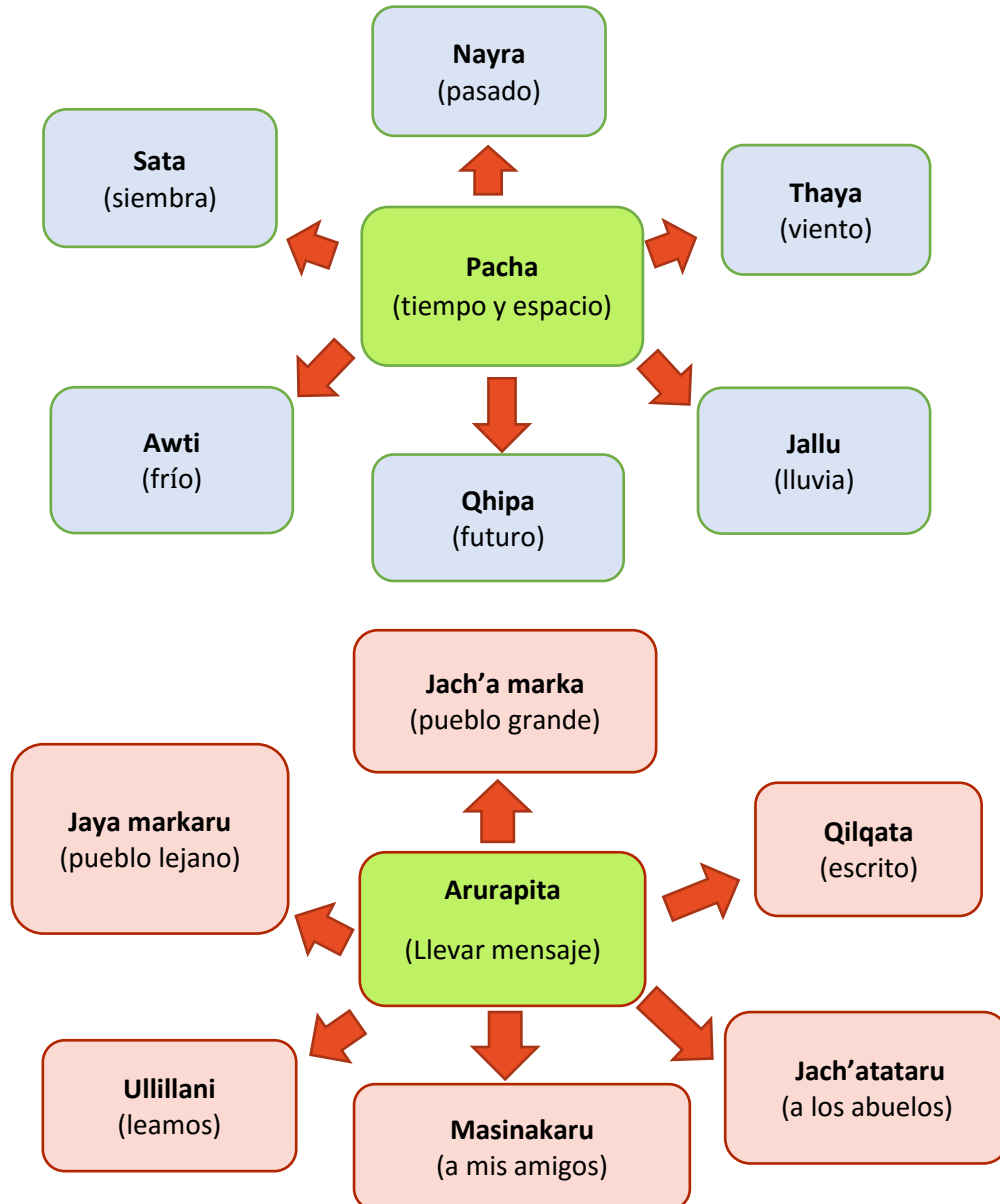 Nayra
(pasado)
Sata
(siembra)
Thaya
(viento)
Pacha
(tiempo y espacio)
Awti
(frío)
Jallu
(lluvia)
Qhipa
(futuro)
Jach’a marka
(pueblo grande)
Jaya markaru
(pueblo lejano)
Qilqata
(escrito)
Arurapita
(Llevar mensaje)
Ullillani
(leamos)
Jach’atataru
(a los abuelos)
Masinakaru
(a mis amigos)